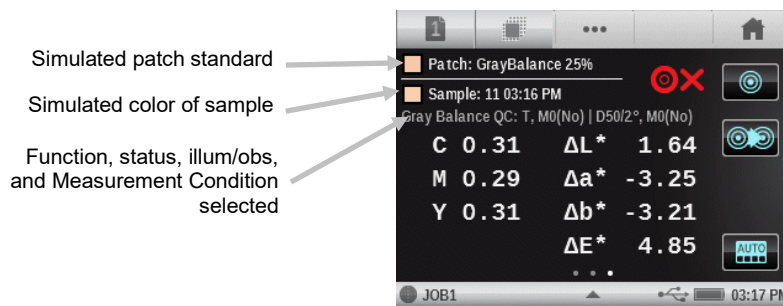 1
Simulated patch standard
Patch: GrayBalance 25%
Simulated color of sample
Sample: 11 03:16 PM
Gray Balance QC: T, M0(No) | D50/2°, M0(No)
Function, status, illum/obs,
and Measurement Condition
selected
C 0.31 ΔL* 1.64
M 0.29 Δa* -3.25
Y 0.31 Δb* -3.21
ΔE* 4.85
AUTO
JOB1 03:17 PM